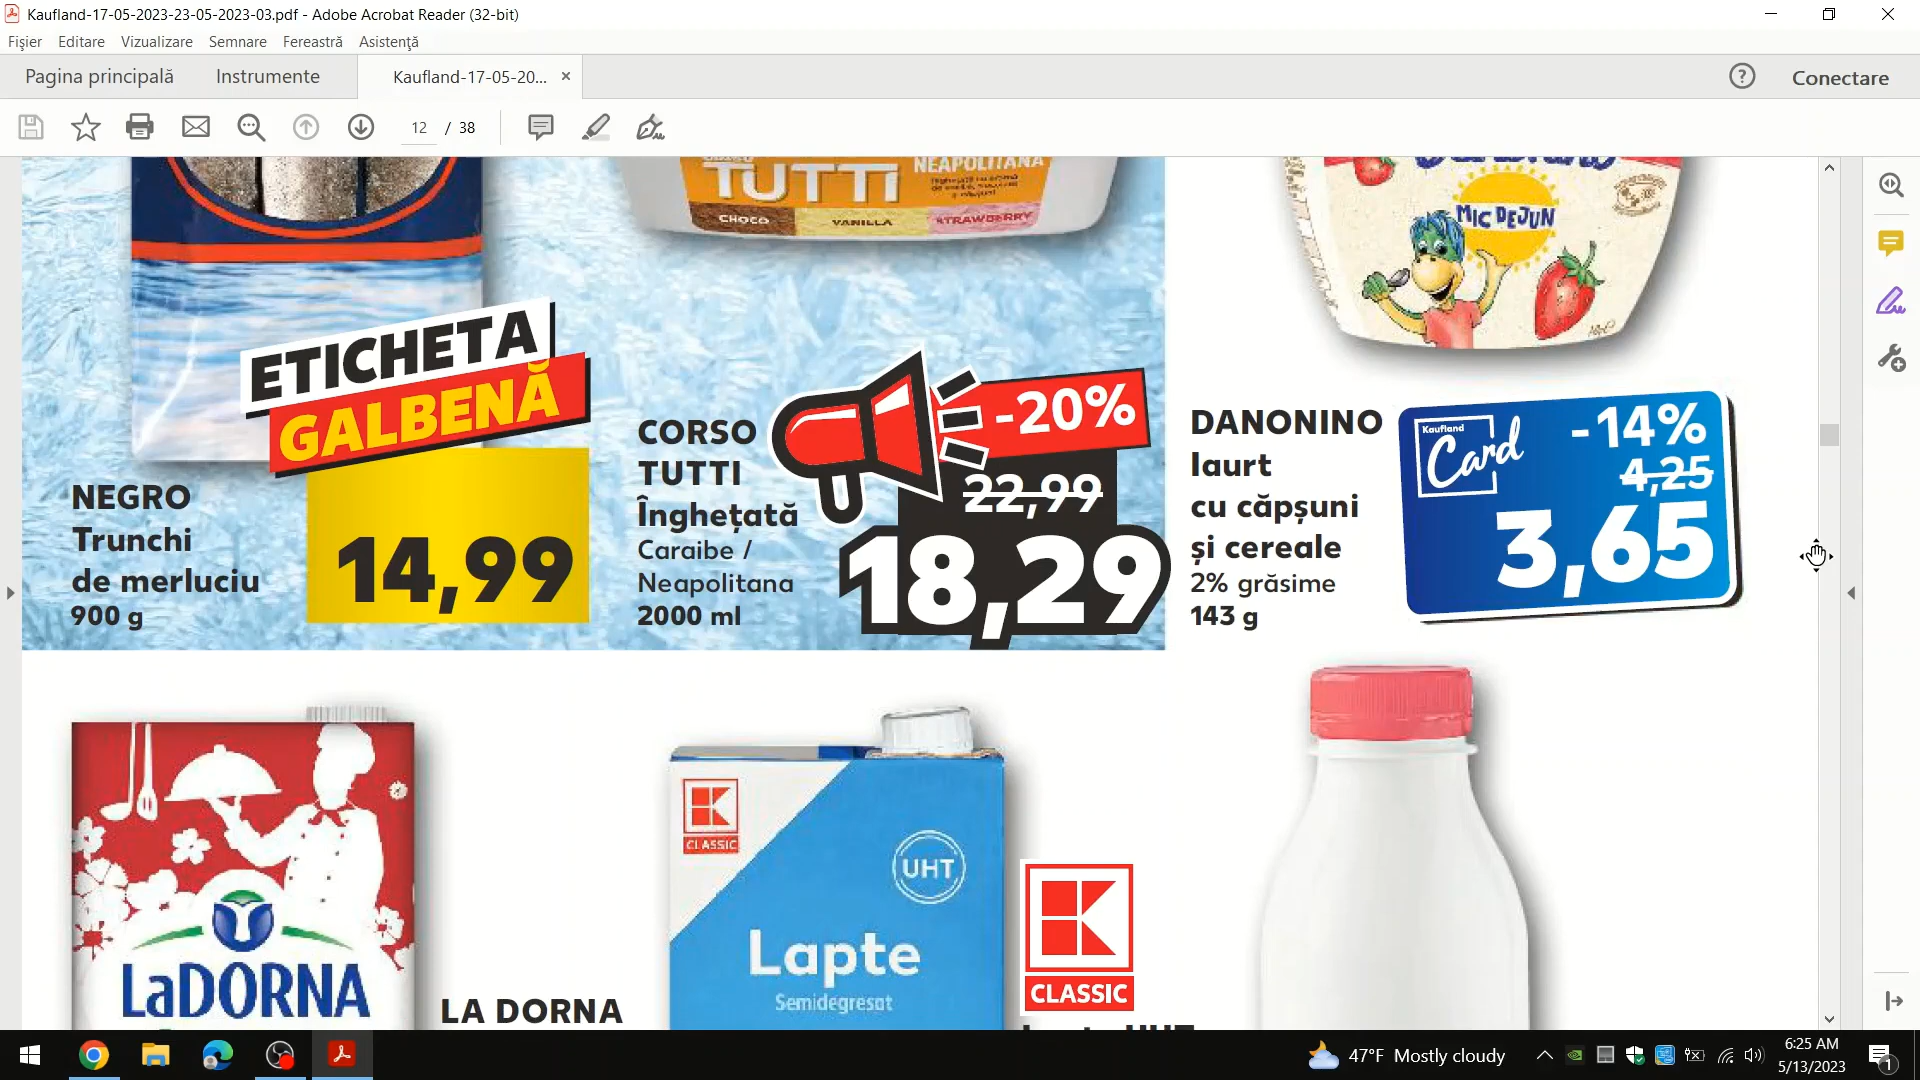 Kaufland-17-05-2023-23-05-2023-03.pdf - Adobe Acrobat Reader (32-bit)
Fișier Editare Vizualizare Semnare Fereastră Asistență
Pagina principală Instrumente Kaufland-17-05-20... × Conectare
12 / 38
TUTTI
NEAPOLITANA
CHOCO VANILLA STRAWBERRY
MIC DEJUN
ETICHETA
GALBENĂ
NEGRO
Trunchi
de merluciu
900 g
14,99
CORSO
TUTTI
Înghețată
Caraibe /
Neapolitana
2000 ml
-20%
22,99
18,29
DANONINO
Iaurt
cu căpșuni
și cereale
2% grăsime
143 g
Kaufland
Card
-14%
4,25
3,65
LaDORNA
LA DORNA
K
CLASSIC
UHT
Lapte
Semidegresat
K
CLASSIC
47°F Mostly cloudy
6:25 AM
5/13/2023
1